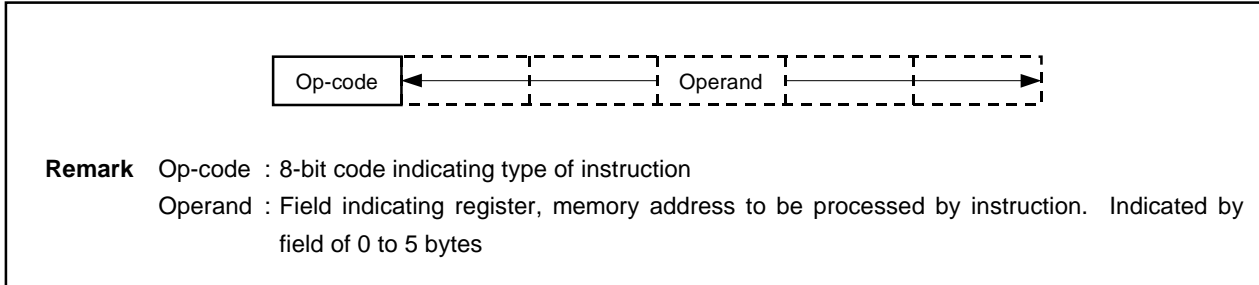 Op-code Operand
Remark Op-code : 8-bit code indicating type of instruction
Operand : Field indicating register, memory address to be processed by instruction. Indicated by
field of 0 to 5 bytes